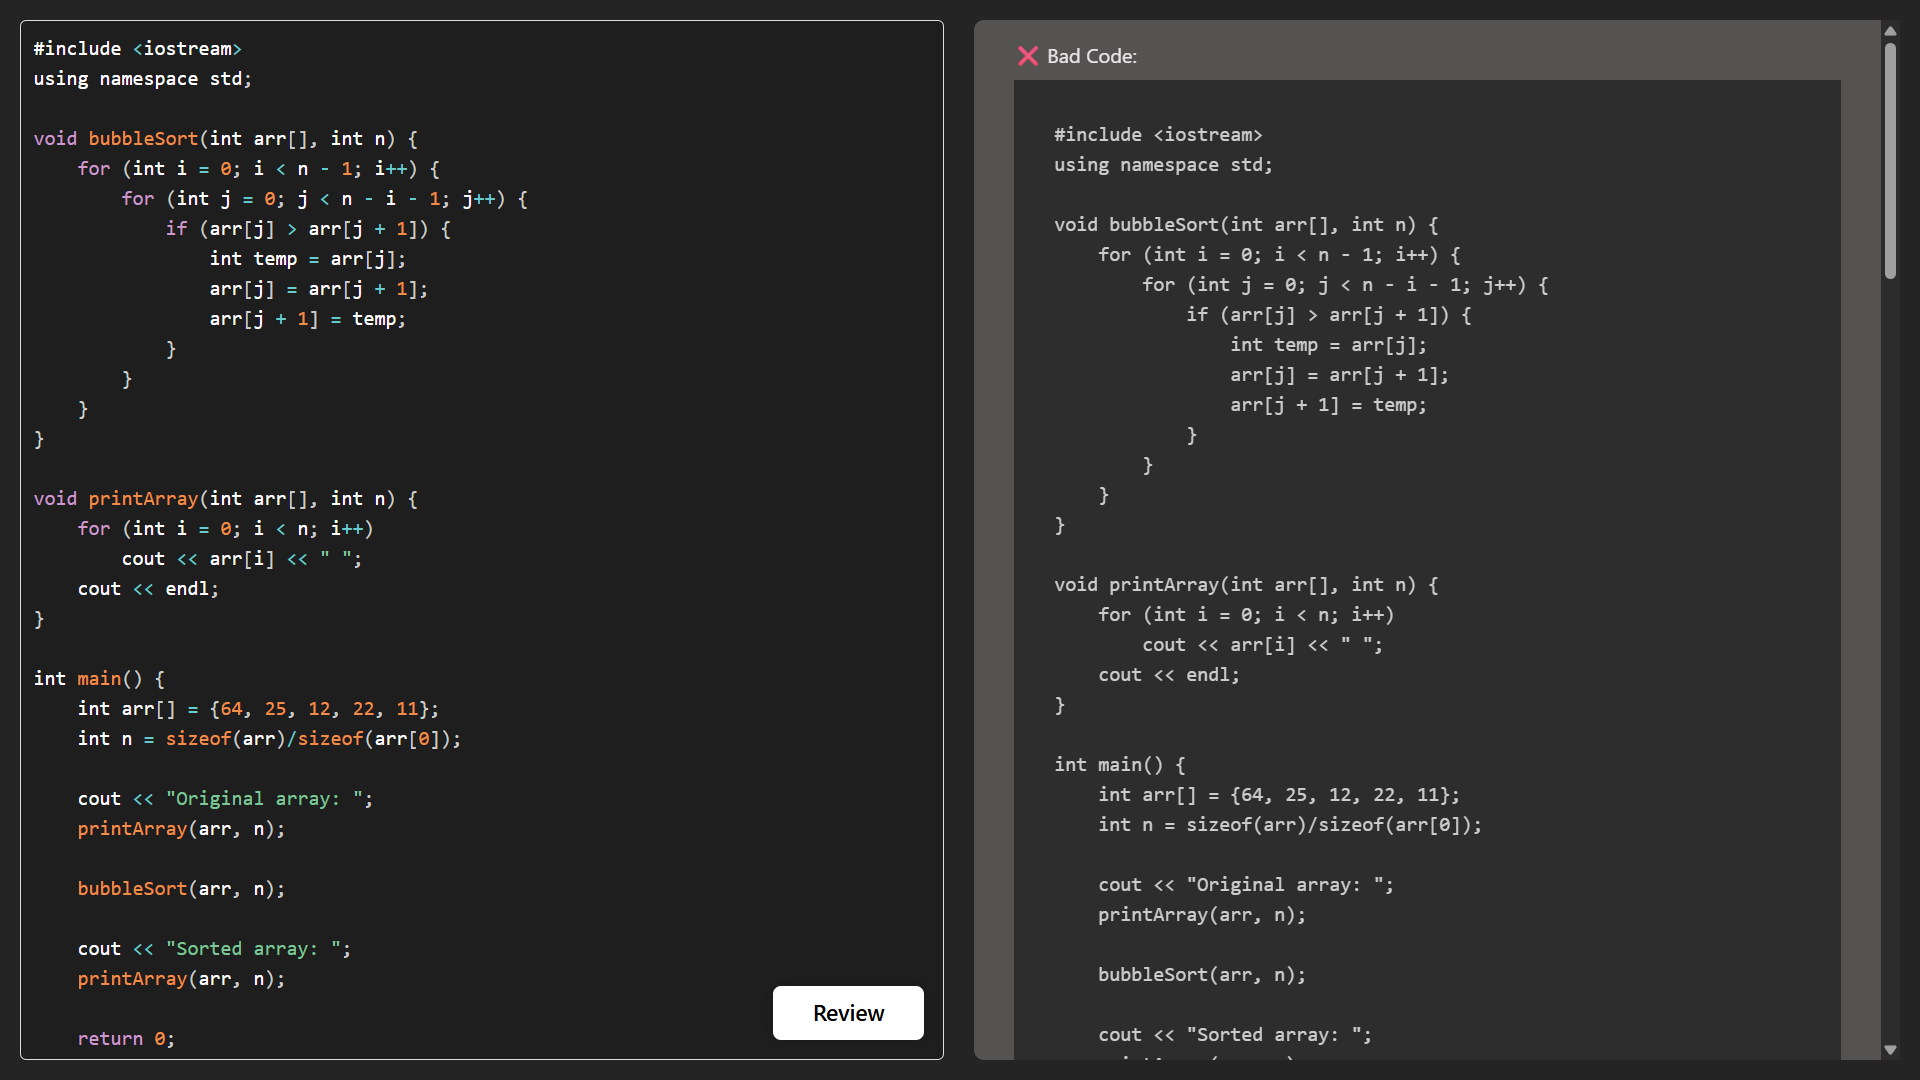 #include <iostream>
using namespace std;

void bubbleSort(int arr[], int n) {
    for (int i = 0; i < n - 1; i++) {
        for (int j = 0; j < n - i - 1; j++) {
            if (arr[j] > arr[j + 1]) {
                int temp = arr[j];
                arr[j] = arr[j + 1];
                arr[j + 1] = temp;
            }
        }
    }
}

void printArray(int arr[], int n) {
    for (int i = 0; i < n; i++)
        cout << arr[i] << " ";
    cout << endl;
}

int main() {
    int arr[] = {64, 25, 12, 22, 11};
    int n = sizeof(arr)/sizeof(arr[0]);

    cout << "Original array: ";
    printArray(arr, n);

    bubbleSort(arr, n);

    cout << "Sorted array: ";
    printArray(arr, n);

    return 0;
Review
❌ Bad Code:
#include <iostream>
using namespace std;

void bubbleSort(int arr[], int n) {
    for (int i = 0; i < n - 1; i++) {
        for (int j = 0; j < n - i - 1; j++) {
            if (arr[j] > arr[j + 1]) {
                int temp = arr[j];
                arr[j] = arr[j + 1];
                arr[j + 1] = temp;
            }
        }
    }
}

void printArray(int arr[], int n) {
    for (int i = 0; i < n; i++)
        cout << arr[i] << " ";
    cout << endl;
}

int main() {
    int arr[] = {64, 25, 12, 22, 11};
    int n = sizeof(arr)/sizeof(arr[0]);

    cout << "Original array: ";
    printArray(arr, n);

    bubbleSort(arr, n);

    cout << "Sorted array: ";